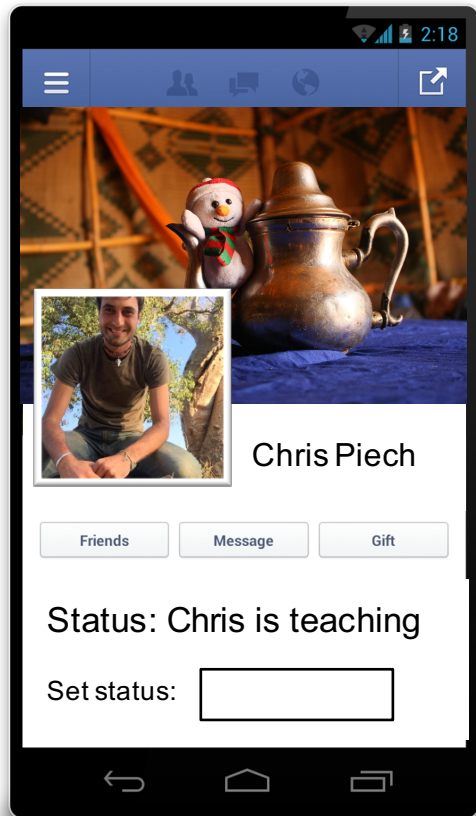 2:18
Chris Piech
Friends Message Gift
Status: Chris is teaching
Set status: